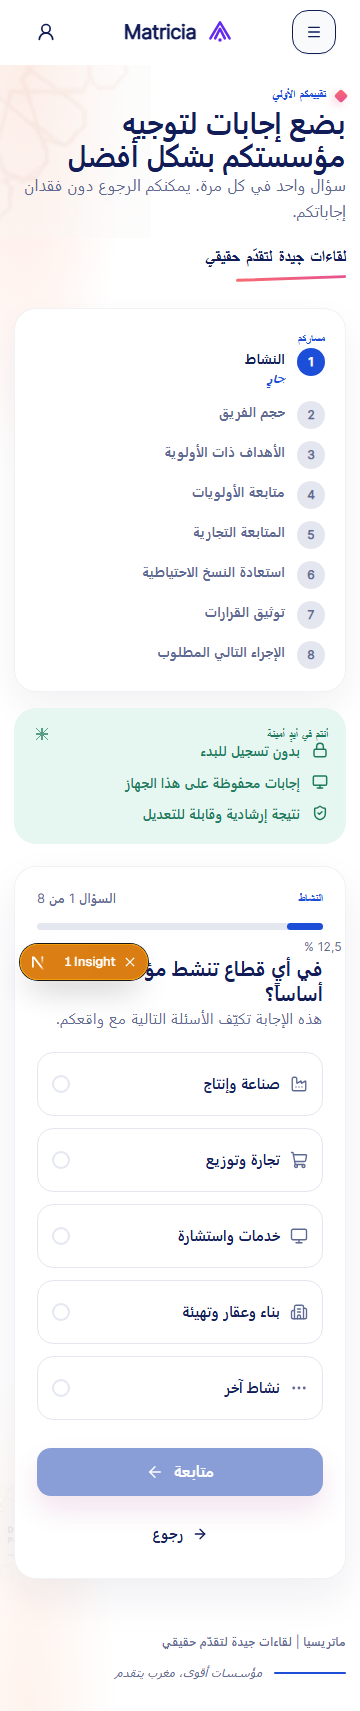 Matricia
تقييمكم الأولي
بضع إجابات لتوجيه
مؤسستكم بشكل أفضل
سؤال واحد في كل مرة. يمكنكم الرجوع دون فقدان
إجاباتكم.
لقاءات جيدة لتقدّم حقيقي
مساركم
1 النشاط
جارٍ
2 حجم الفريق
3 الأهداف ذات الأولوية
4 متابعة الأولويات
5 المتابعة التجارية
6 استعادة النسخ الاحتياطية
7 توثيق القرارات
8 الإجراء التالي المطلوب
أنتم في أيدٍ أمينة
بدون تسجيل للبدء
إجابات محفوظة على هذا الجهاز
نتيجة إرشادية وقابلة للتعديل
النشاط
السؤال 1 من 8
12,5 %
1 Insight
في أي قطاع تنشط
أساساً؟
هذه الإجابة تكيّف الأسئلة التالية مع واقعكم.
صناعة وإنتاج
تجارة وتوزيع
خدمات واستشارة
بناء وعقار وتهيئة
نشاط آخر
متابعة
رجوع
ماتريسيا | لقاءات جيدة لتقدّم حقيقي
مؤسسات أقوى، مغرب يتقدم